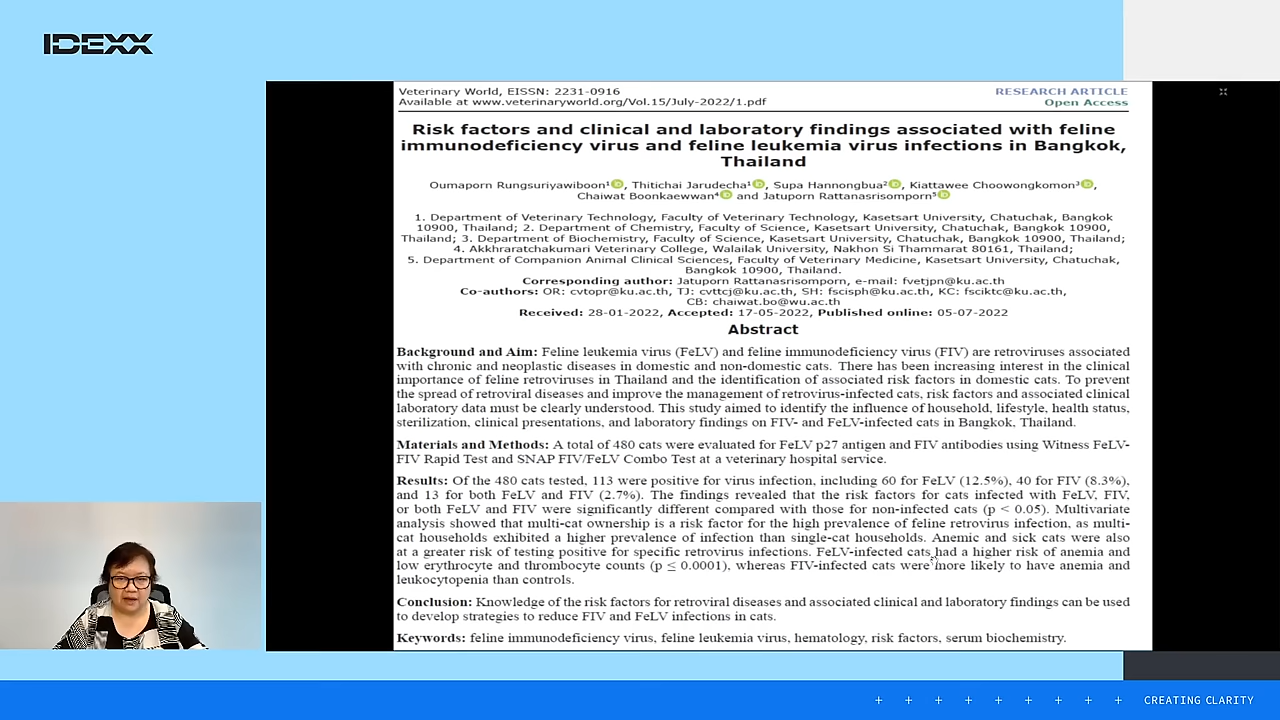 IDEXX
Veterinary World, EISSN: 2231-0916
Available at www.veterinaryworld.org/Vol.15/July-2022/1.pdf
RESEARCH ARTICLE
Open Access
Risk factors and clinical and laboratory findings associated with feline
immunodeficiency virus and feline leukemia virus infections in Bangkok,
Thailand
Oumaporn Rungsuriyawiboon¹, Thitichai Jarudecha¹, Supa Hannongbua², Kiattawee Choowongkomon³,
Chaiwat Boonkaewwan⁴ and Jatuporn Rattanasrisomporn⁵
1. Department of Veterinary Technology, Faculty of Veterinary Technology, Kasetsart University, Chatuchak, Bangkok
10900, Thailand; 2. Department of Chemistry, Faculty of Science, Kasetsart University, Chatuchak, Bangkok 10900,
Thailand; 3. Department of Biochemistry, Faculty of Science, Kasetsart University, Chatuchak, Bangkok 10900, Thailand;
4. Akkhraratchakumari Veterinary College, Walailak University, Nakhon Si Thammarat 80161, Thailand;
5. Department of Companion Animal Clinical Sciences, Faculty of Veterinary Medicine, Kasetsart University, Chatuchak,
Bangkok 10900, Thailand.
Corresponding author: Jatuporn Rattanasrisomporn, e-mail: fvetjpn@ku.ac.th
Co-authors: OR: cvtopr@ku.ac.th, TJ: cvttcj@ku.ac.th, SH: fscisph@ku.ac.th, KC: fsciktc@ku.ac.th,
CB: chaiwat.bo@wu.ac.th
Received: 28-01-2022, Accepted: 17-05-2022, Published online: 05-07-2022
Abstract
Background and Aim: Feline leukemia virus (FeLV) and feline immunodeficiency virus (FIV) are retroviruses associated
with chronic and neoplastic diseases in domestic and non-domestic cats. There has been increasing interest in the clinical
importance of feline retroviruses in Thailand and the identification of associated risk factors in domestic cats. To prevent
the spread of retroviral diseases and improve the management of retrovirus-infected cats, risk factors and associated clinical
laboratory data must be clearly understood. This study aimed to identify the influence of household, lifestyle, health status,
sterilization, clinical presentations, and laboratory findings on FIV- and FeLV-infected cats in Bangkok, Thailand.
Materials and Methods: A total of 480 cats were evaluated for FeLV p27 antigen and FIV antibodies using Witness FeLV-
FIV Rapid Test and SNAP FIV/FeLV Combo Test at a veterinary hospital service.
Results: Of the 480 cats tested, 113 were positive for virus infection, including 60 for FeLV (12.5%), 40 for FIV (8.3%),
and 13 for both FeLV and FIV (2.7%). The findings revealed that the risk factors for cats infected with FeLV, FIV,
or both FeLV and FIV were significantly different compared with those for non-infected cats (p < 0.05). Multivariate
analysis showed that multi-cat ownership is a risk factor for the high prevalence of feline retrovirus infection, as multi-
cat households exhibited a higher prevalence of infection than single-cat households. Anemic and sick cats were also
at a greater risk of testing positive for specific retrovirus infections. FeLV-infected cats had a higher risk of anemia and
low erythrocyte and thrombocyte counts (p ≤ 0.0001), whereas FIV-infected cats were more likely to have anemia and
leukocytopenia than controls.
Conclusion: Knowledge of the risk factors for retroviral diseases and associated clinical and laboratory findings can be used
to develop strategies to reduce FIV and FeLV infections in cats.
Keywords: feline immunodeficiency virus, feline leukemia virus, hematology, risk factors, serum biochemistry.
CREATING CLARITY